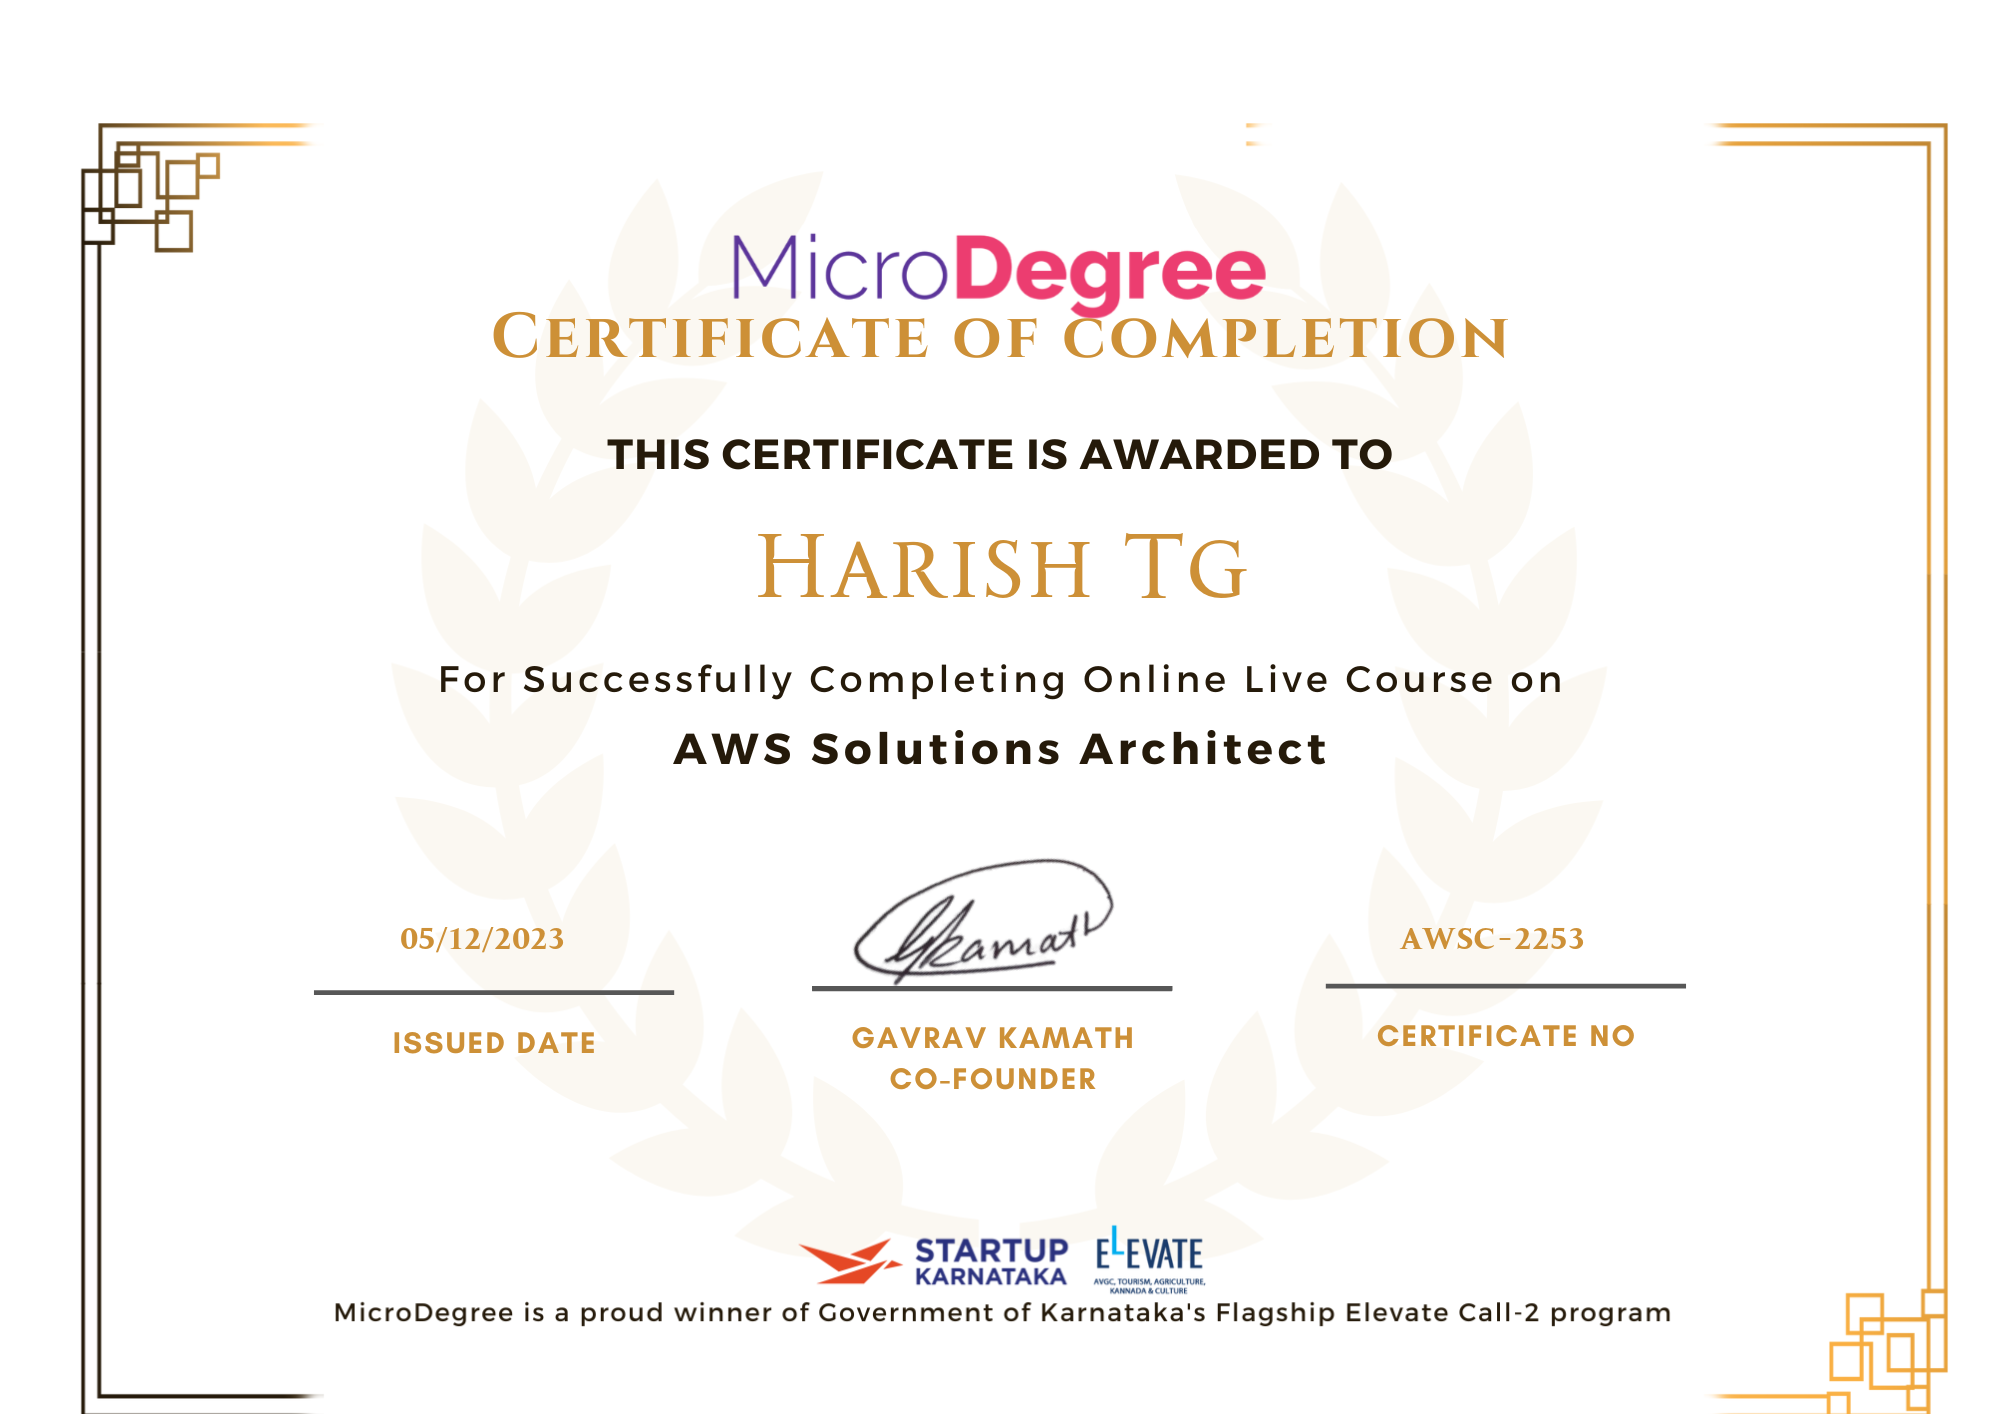 MicroDegree
Certificate of completion
THIS CERTIFICATE IS AWARDED TO
Harish Tg
For Successfully Completing Online Live Course on
AWS Solutions Architect
05/12/2023
GKamath
AWSC-2253
ISSUED DATE
GAVRAV KAMATH
CO-FOUNDER
CERTIFICATE NO
STARTUP
KARNATAKA
ELEVATE
AVGC, TOURISM, AGRICULTURE,
KANNADA & CULTURE
MicroDegree is a proud winner of Government of Karnataka's Flagship Elevate Call-2 program